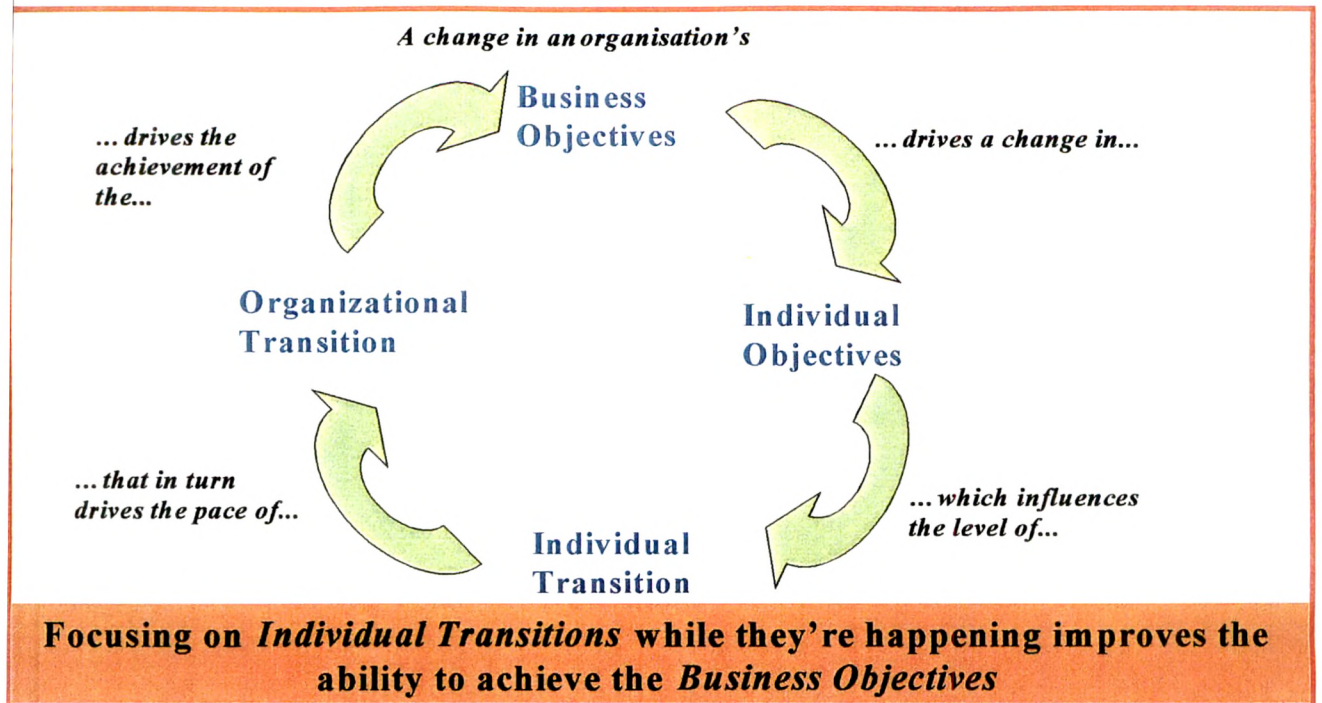 A change in an organisation's
Business
Objectives
... drives a change in...
Individual
Objectives
... which influences
the level of...
Individual
Transition
... that in turn
drives the pace of...
Organizational
Transition
... drives the
achievement of
the...
Focusing on Individual Transitions while they're happening improves the
ability to achieve the Business Objectives